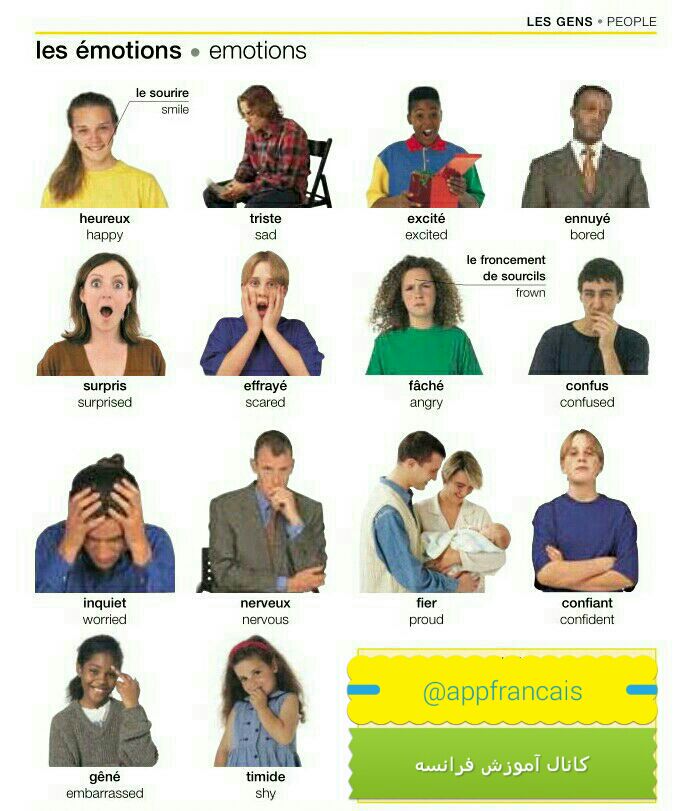 LES GENS • PEOPLE
les émotions • emotions
le sourire
smile
heureux
happy
triste
sad
excité
excited
ennuyé
bored
le froncement
de sourcils
frown
surpris
surprised
effrayé
scared
fâché
angry
confus
confused
inquiet
worried
nerveux
nervous
fier
proud
confiant
confident
gêné
embarrassed
timide
shy
@appfrancais
کانال آموزش فرانسه